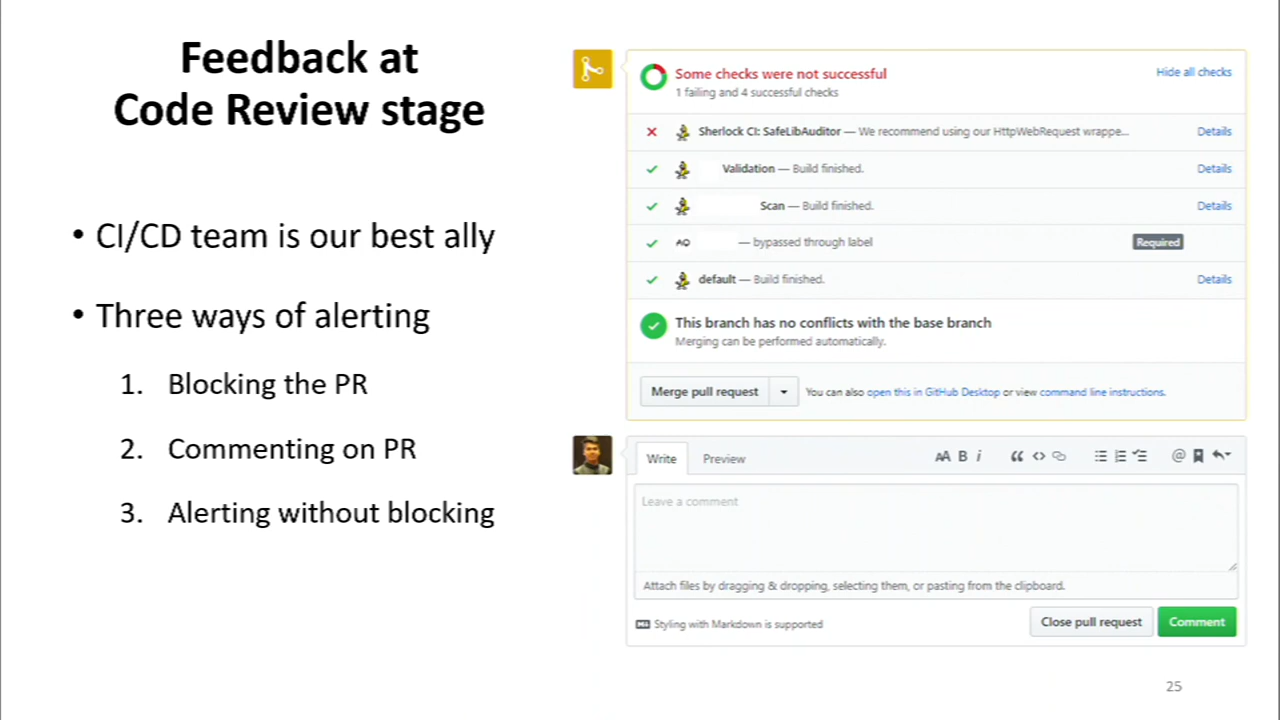 Feedback at
Code Review stage
• CI/CD team is our best ally
• Three ways of alerting
1. Blocking the PR
2. Commenting on PR
3. Alerting without blocking
Some checks were not successful
Hide all checks
1 failing and 4 successful checks
Sherlock CI: SafeLibAuditor — We recommend using our HttpWebRequest wrappe... Details
Validation — Build finished. Details
Scan — Build finished. Details
AO — bypassed through label Required
default — Build finished. Details
This branch has no conflicts with the base branch
Merging can be performed automatically.
Merge pull request You can also open this in GitHub Desktop or view command line instructions.
Write Preview AA B i
Leave a comment
Attach files by dragging & dropping, selecting them, or pasting from the clipboard.
Styling with Markdown is supported Close pull request Comment
25